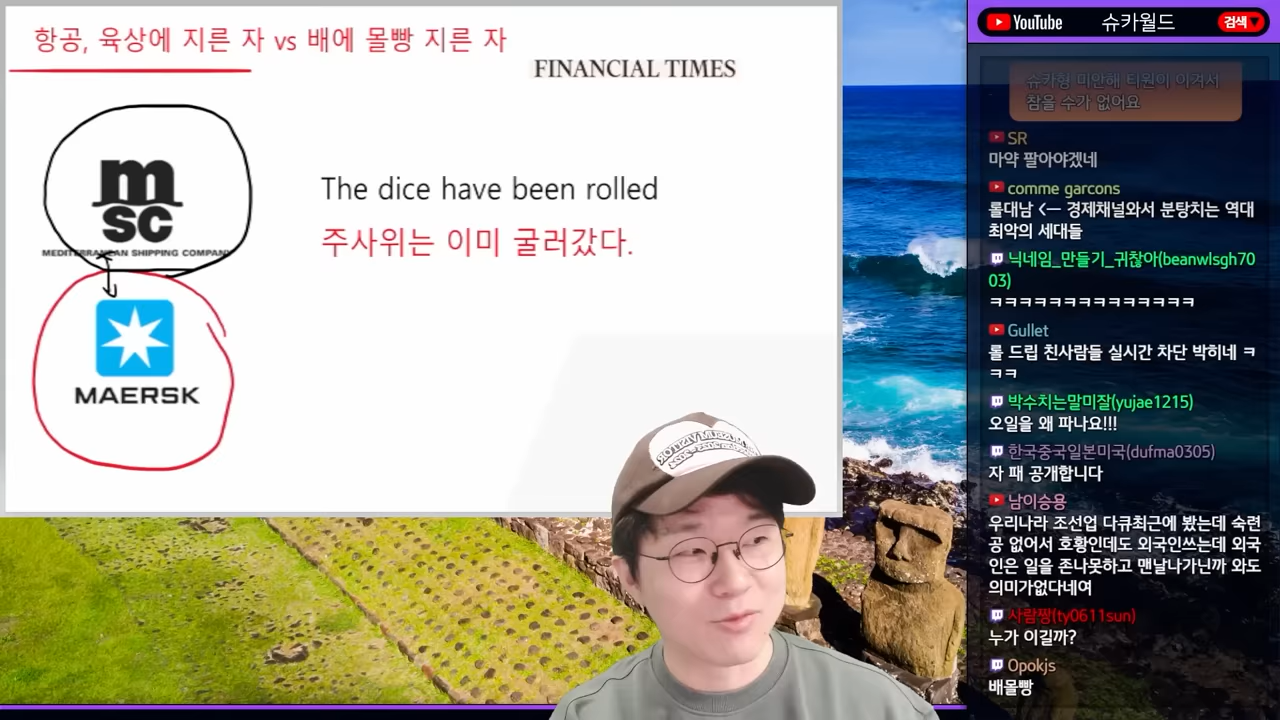 항공, 육상에 지른 자 vs 배에 몰빵 지른 자
FINANCIAL TIMES
m
sc
MEDITERRANEAN SHIPPING COMPANY
The dice have been rolled
주사위는 이미 굴러갔다.
MAERSK
YouTube 슈카월드 검색
슈카형 미안해 티원이 이겨서
참을 수가 없어요
SR
마약 팔아야겠네
comme garcons
롤대남 <ㅡ 경제채널와서 분탕치는 역대
최악의 세대들
닉네임_만들기_귀찮아(beanwlsgh70
03)
ㅋㅋㅋㅋㅋㅋㅋㅋㅋㅋㅋㅋㅋㅋ
Gullet
롤 드립 친사람들 실시간 차단 박히네 ㅋ
ㅋㅋ
박수치는말미잘(yujae1215)
오일을 왜 파나요!!!
한국중국일본미국(dufma0305)
자 패 공개합니다
남이승용
우리나라 조선업 다큐최근에 봤는데 숙련
공 없어서 호황인데도 외국인쓰는데 외국
인은 일을 존나못하고 맨날나가닌까 와도
의미가없다네여
사람찡(ty0611sun)
누가 이길까?
Opokjs
배몰빵
MUSEUM VISITOR